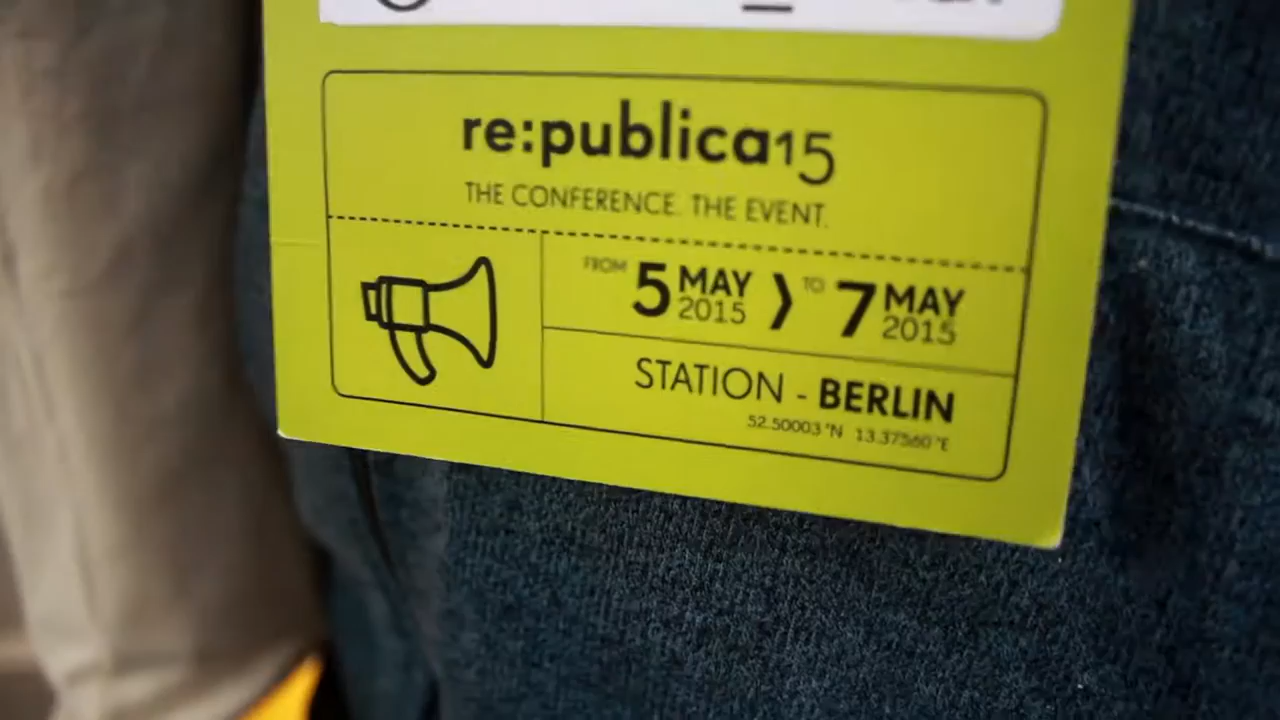 re:publica15
THE CONFERENCE. THE EVENT.
FROM 5 MAY 2015 ❯ TO 7 MAY 2015
STATION - BERLIN
52.50003 °N 13.37560 °E